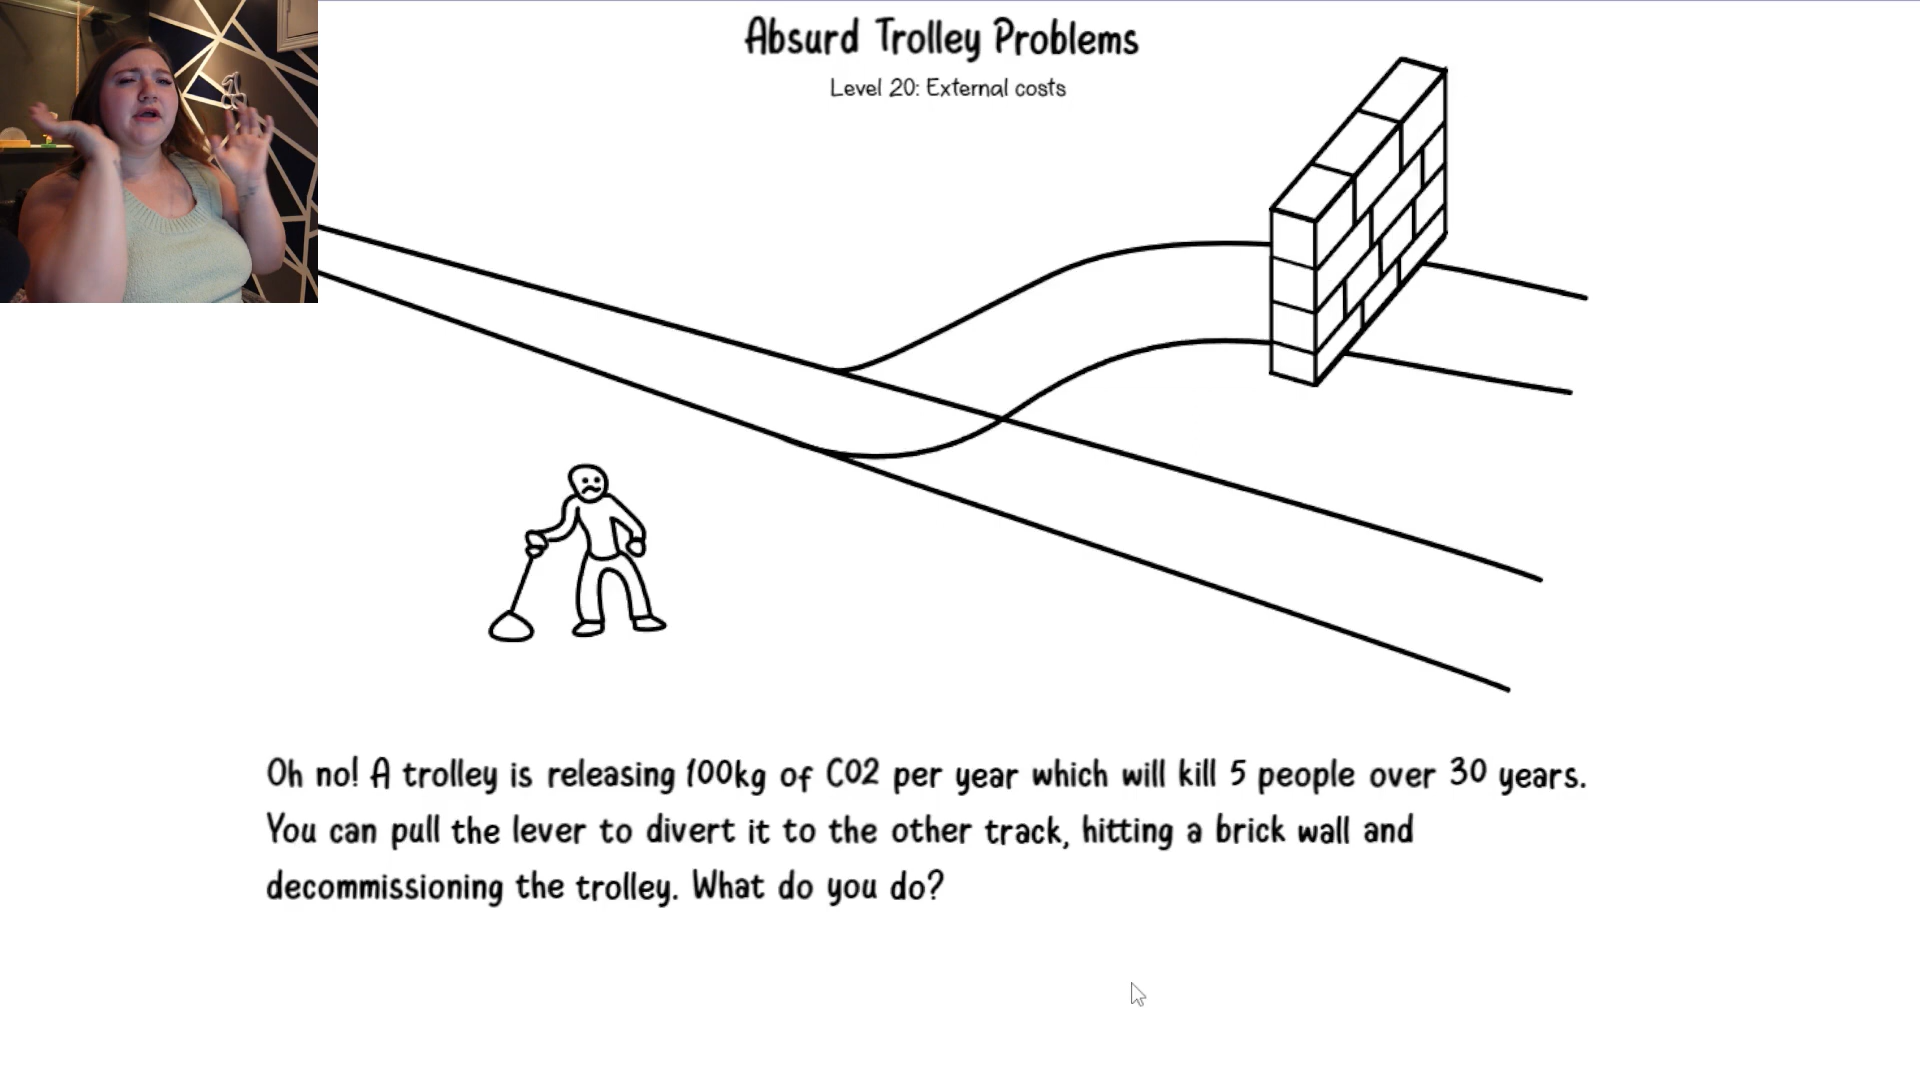 Absurd Trolley Problems
Level 20: External costs
Oh no! A trolley is releasing 100kg of CO2 per year which will kill 5 people over 30 years.
You can pull the lever to divert it to the other track, hitting a brick wall and
decommissioning the trolley. What do you do?